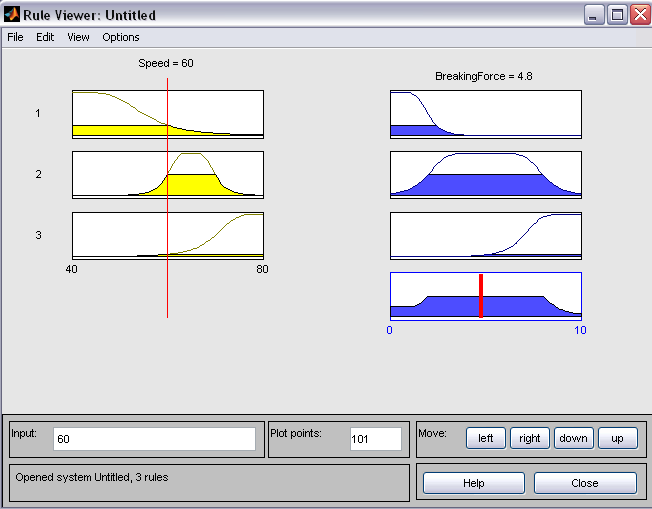 Rule Viewer: Untitled
File Edit View Options
Speed = 60
BreakingForce = 4.8
1
2
3
40 80
0 10
Input: 60 Plot points: 101 Move: left right down up
Opened system Untitled, 3 rules
Help Close